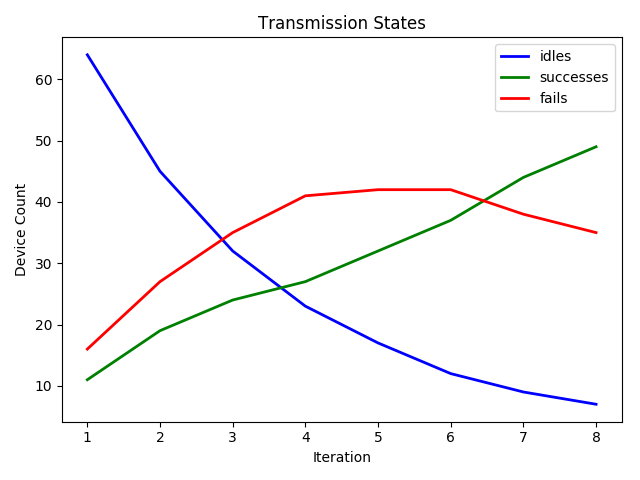 Transmission States
idles
successes
fails
Device Count
60
50
40
30
20
10
1 2 3 4 5 6 7 8
Iteration